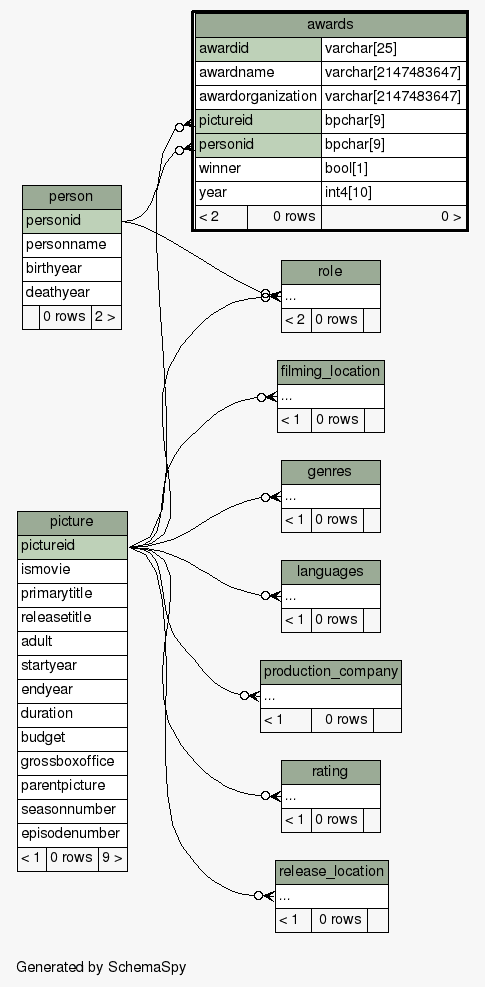 awards
awardid varchar[25]
awardname varchar[2147483647]
awardorganization varchar[2147483647]
pictureid bpchar[9]
personid bpchar[9]
winner bool[1]
year int4[10]
< 2 0 rows 0 >
person
personid
personname
birthyear
deathyear
0 rows 2 >
role
...
< 2 0 rows
filming_location
...
< 1 0 rows
genres
...
< 1 0 rows
picture
pictureid
ismovie
primarytitle
releasetitle
adult
startyear
endyear
duration
budget
grossboxoffice
parentpicture
seasonnumber
episodenumber
< 1 0 rows 9 >
languages
...
< 1 0 rows
production_company
...
< 1 0 rows
rating
...
< 1 0 rows
release_location
...
< 1 0 rows
Generated by SchemaSpy